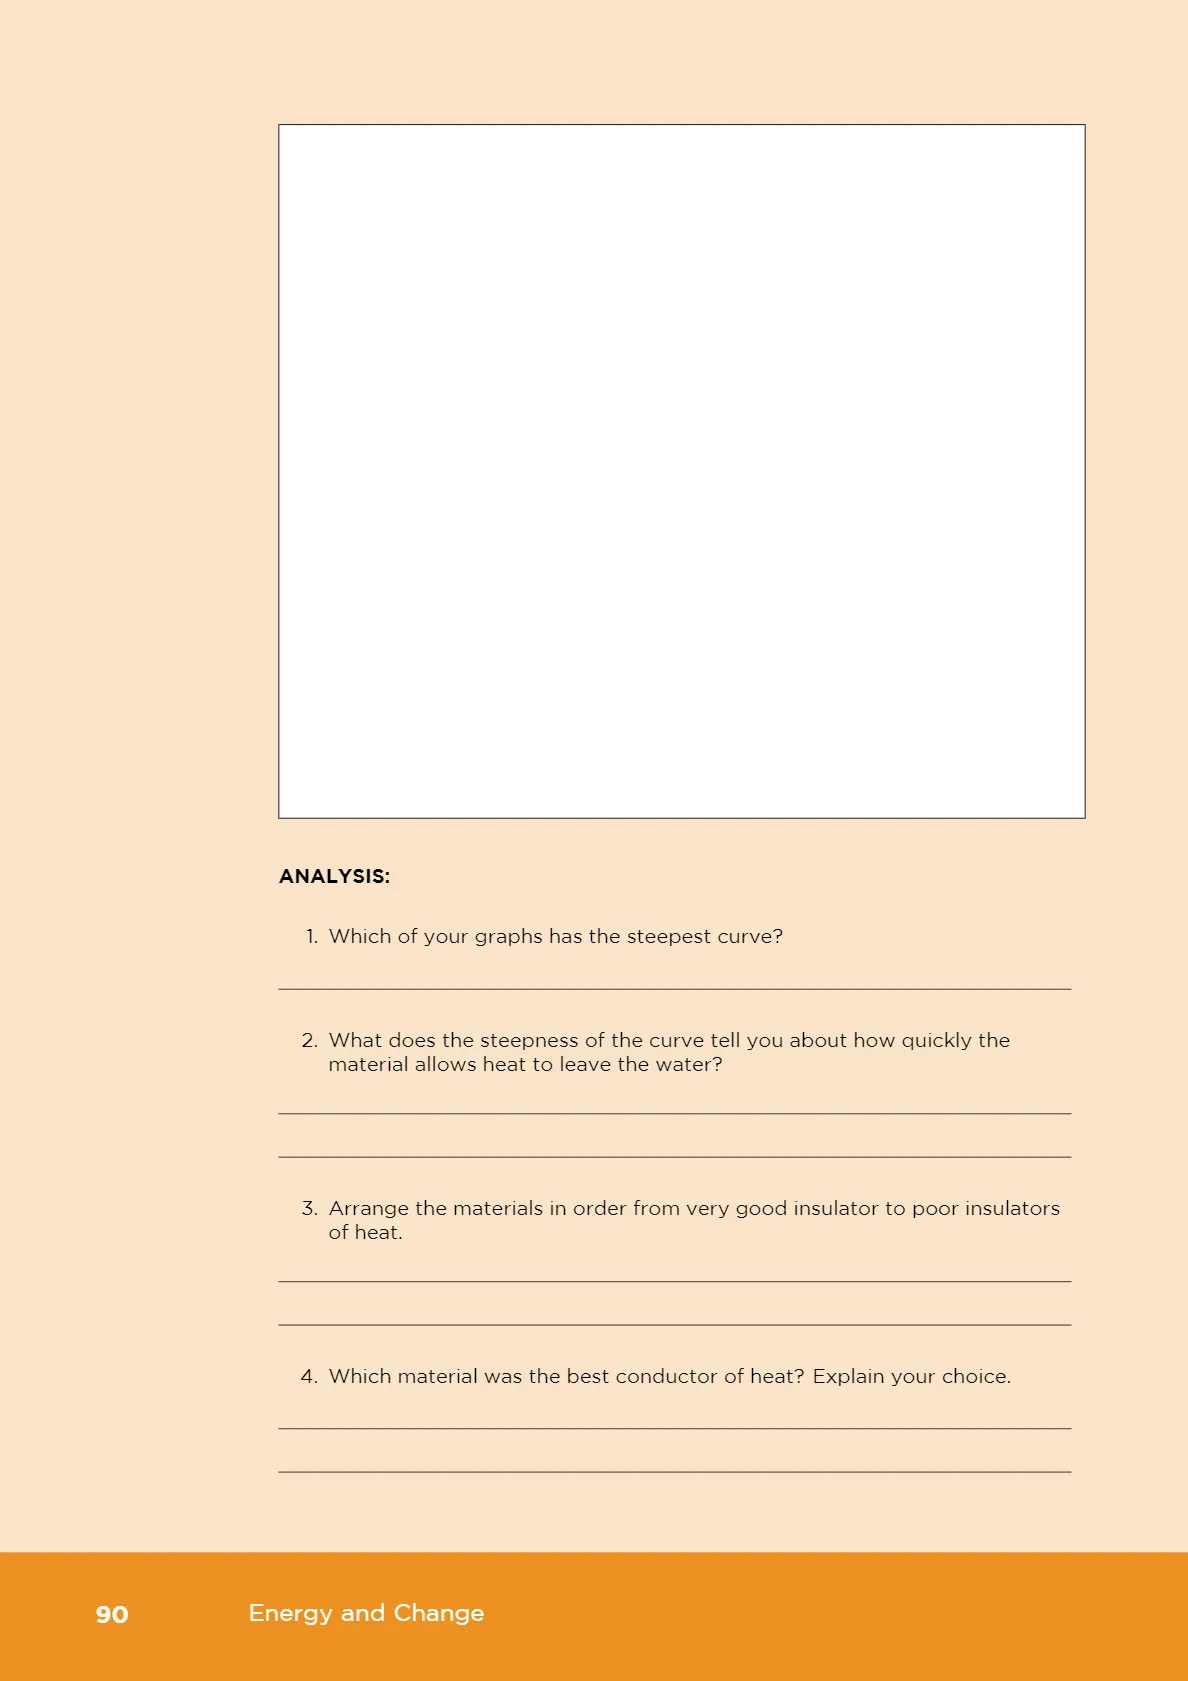 ANALYSIS:
1. Which of your graphs has the steepest curve?
2. What does the steepness of the curve tell you about how quickly the
material allows heat to leave the water?
3. Arrange the materials in order from very good insulator to poor insulators
of heat.
4. Which material was the best conductor of heat? Explain your choice.
90 Energy and Change